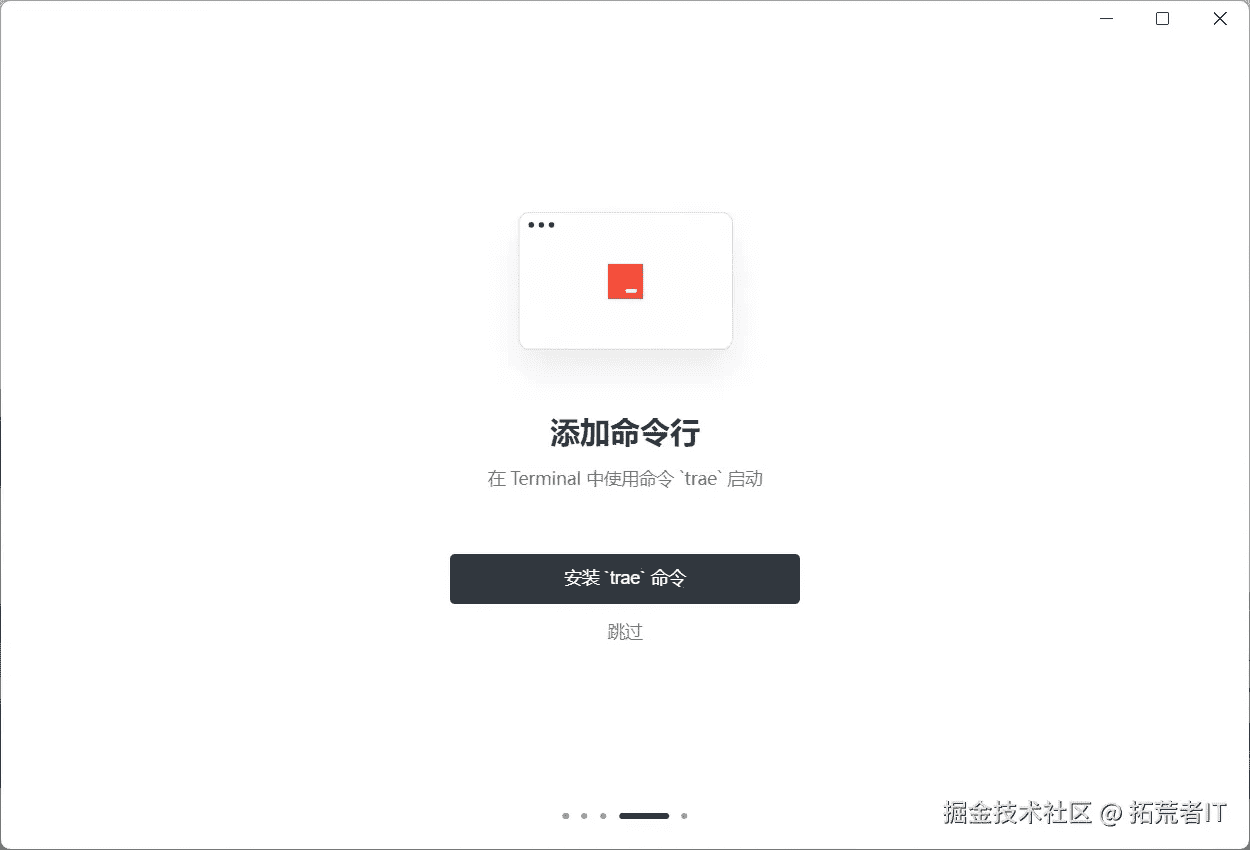 添加命令行
在 Terminal 中使用命令 `trae` 启动
安装 `trae` 命令
跳过
掘金技术社区 @ 拓荒者IT